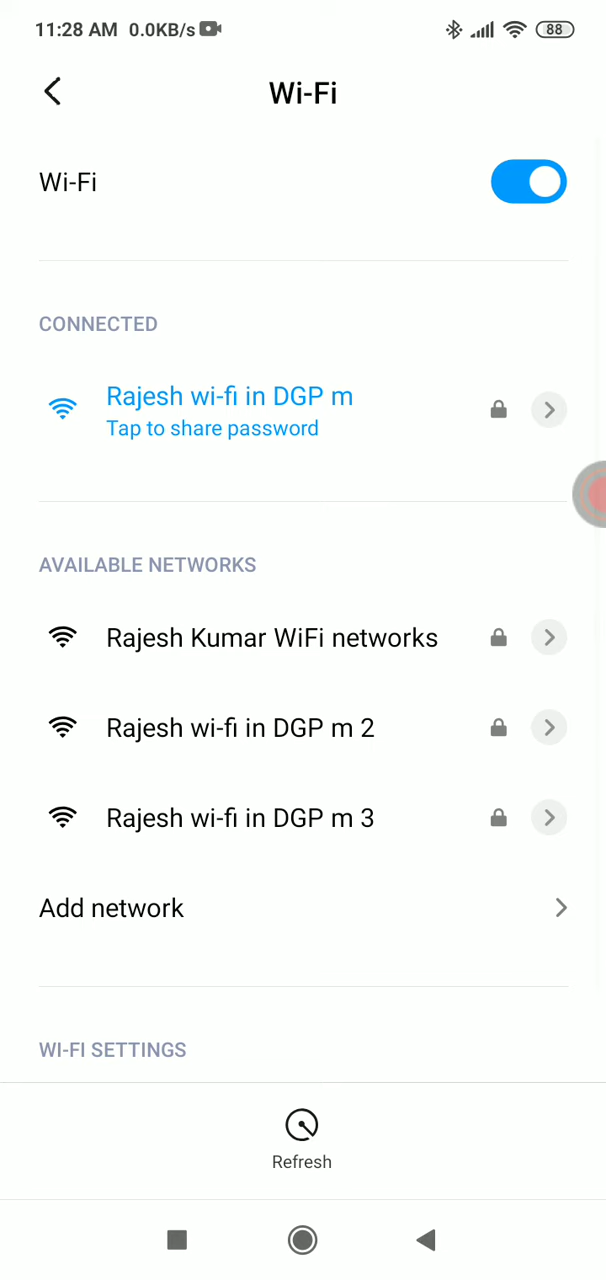 11:28 AM 0.0KB/s 88
Wi-Fi
Wi-Fi
CONNECTED
Rajesh wi-fi in DGP m
Tap to share password
AVAILABLE NETWORKS
Rajesh Kumar WiFi networks
Rajesh wi-fi in DGP m 2
Rajesh wi-fi in DGP m 3
Add network
WI-FI SETTINGS
Refresh